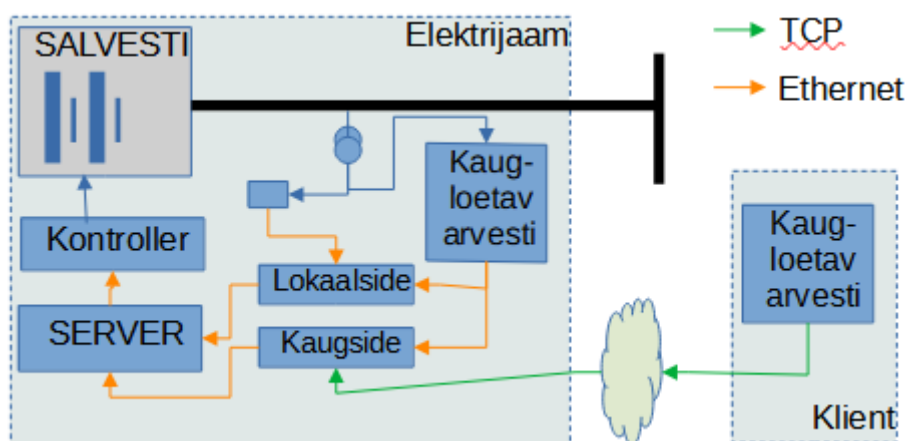 SALVESTI
Elektrijaam
TCP
Ethernet
Kaug-
loetav
arvesti
Kontroller
Lokaalside
SERVER
Kaugside
Kaug-
loetav
arvesti
Klient